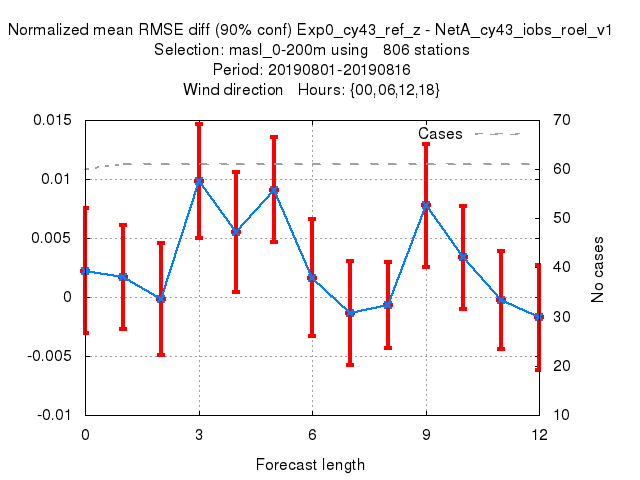 Normalized mean RMSE diff (90% conf) Exp0_cy43_ref_z - NetA_cy43_iobs_roel_v1
Selection: masl_0-200m using   806 stations
Period: 20190801-20190816
Wind direction   Hours: {00,06,12,18}
Cases
0.015
0.01
0.005
0
-0.005
-0.01
70
60
50
40
30
20
10
No cases
0 3 6 9 12
Forecast length